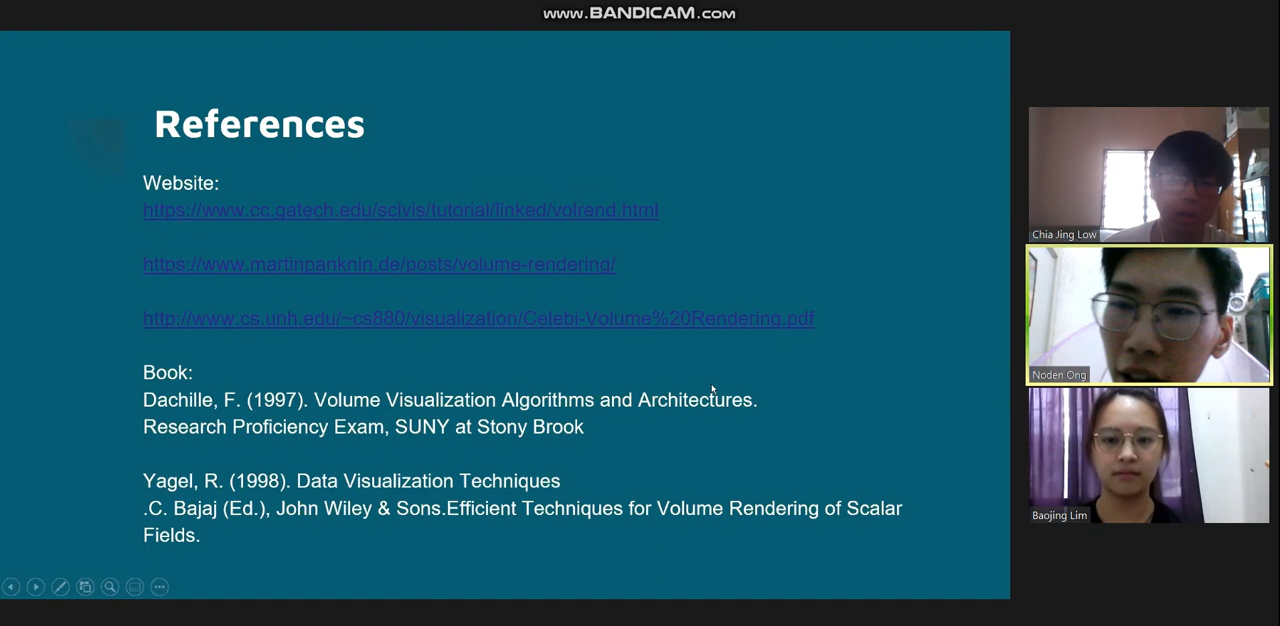 www.BANDICAM.com
References
Website:
https://www.cc.gatech.edu/scivis/tutorial/linked/volrend.html
https://www.martinpanknin.de/posts/volume-rendering/
http://www.cs.unh.edu/~cs880/visualization/Celebi-Volume%20Rendering.pdf
Book:
Dachille, F. (1997). Volume Visualization Algorithms and Architectures.
Research Proficiency Exam, SUNY at Stony Brook
Yagel, R. (1998). Data Visualization Techniques
.C. Bajaj (Ed.), John Wiley & Sons.Efficient Techniques for Volume Rendering of Scalar
Fields.
Chia Jing Low
Noden Ong
Baojing Lim